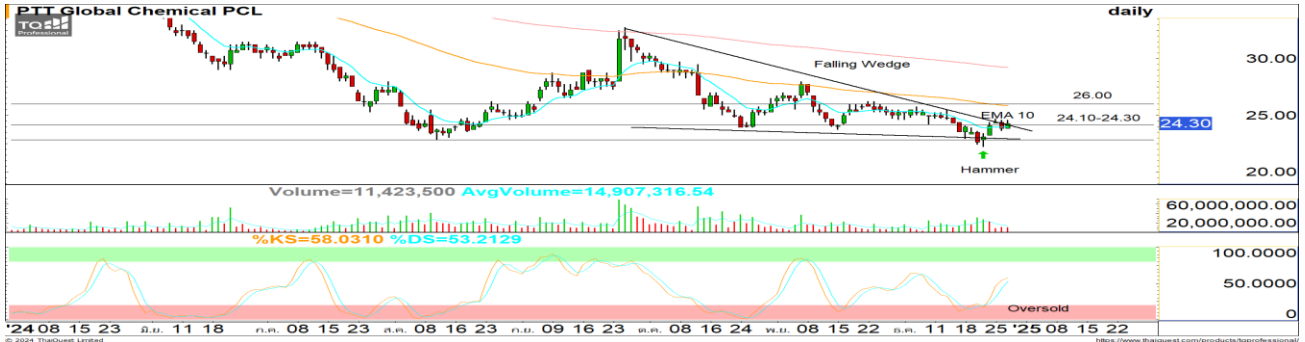 PTT Global Chemical PCL daily
TQ
Professional
30.00
Falling Wedge
26.00
EMA 10
25.00
24.10-24.30
24.30
20.00
Hammer
Volume=11,423,500 AvgVolume=14,907,316.54
60,000,000.00
20,000,000.00
%KS=58.0310 %DS=53.2129
100.0000
50.0000
Oversold
0
'24 08 15 23 มิ.ย. 11 18 ก.ค. 08 15 23 ส.ค. 08 16 23 ก.ย. 09 16 23 ต.ค. 08 16 24 พ.ย. 08 15 22 ธ.ค. 11 18 25 '25 08 15 22
© 2024 ThaiQuest Limited https://www.thaiquest.com/products/tqprofessional/